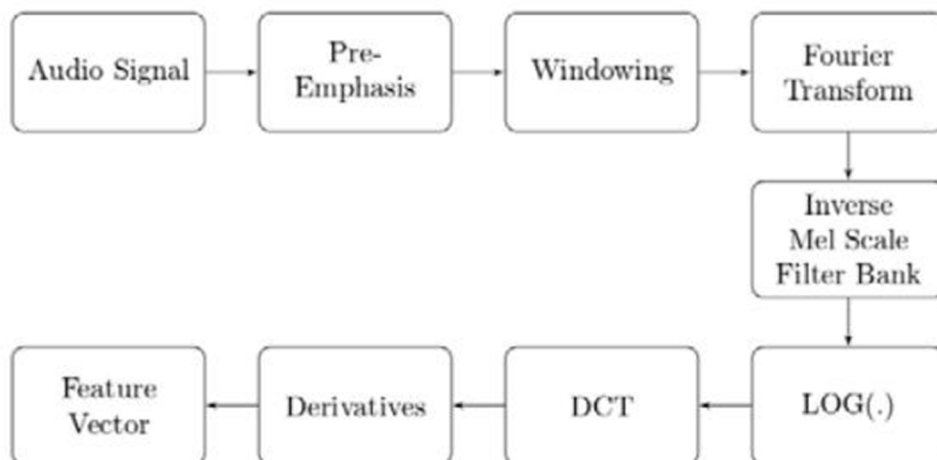 Audio Signal
Pre-
Emphasis
Windowing
Fourier
Transform
Inverse
Mel Scale
Filter Bank
LOG(.)
DCT
Derivatives
Feature
Vector